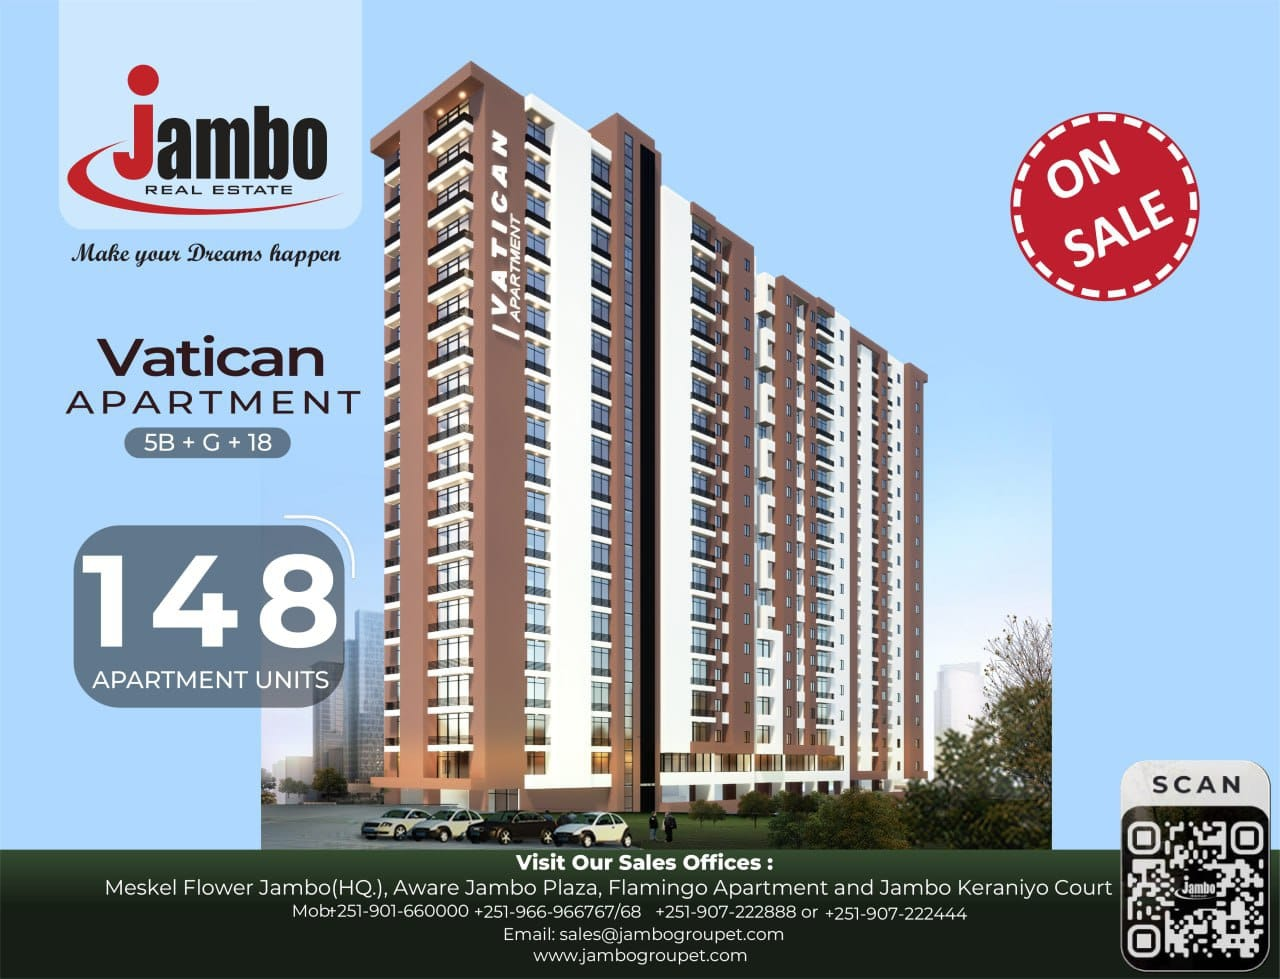 Jambo
REAL ESTATE
Make your Dreams happen
ON
SALE
VATICAN
APARTMENT
Vatican
APARTMENT
5B + G + 18
148
APARTMENT UNITS
SCAN
Jambo
Visit Our Sales Offices :
Meskel Flower Jambo(HQ.), Aware Jambo Plaza, Flamingo Apartment and Jambo Keraniyo Court
Mob:+251-901-660000 +251-966-966767/68 +251-907-222888 or +251-907-222444
Email: sales@jambogroupet.com
www.jambogroupet.com